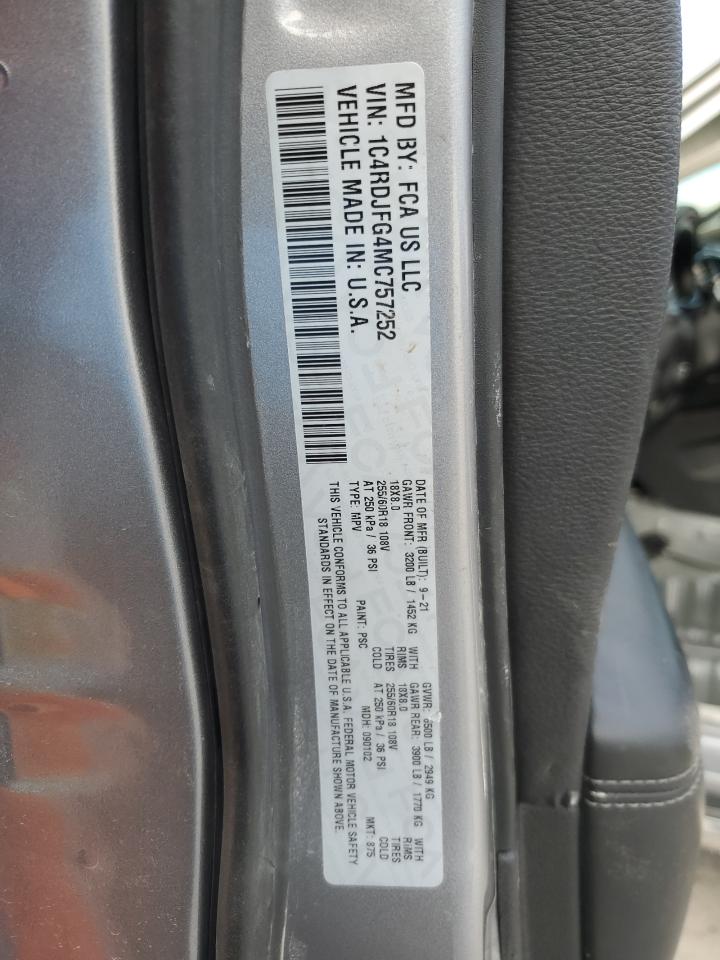 MFD BY: FCA US LLC
VIN: 1C4RDJFG4MC757252
VEHICLE MADE IN: U.S.A.
DATE OF MFR (BUILT): 9-21 GVWR: 6500 LB / 2949 KG
GAWR FRONT: 3200 LB / 1452 KG WITH GAWR REAR: 3900 LB / 1770 KG WITH
18X8.0 RIMS 18X8.0 RIMS
255/60R18 108V TIRES 255/60R18 108V TIRES
AT 250 kPa / 36 PSI COLD AT 250 kPa / 36 PSI COLD
TYPE: MPV PAINT: PSC MDH: 090102 MKT: 875
THIS VEHICLE CONFORMS TO ALL APPLICABLE U.S.A. FEDERAL MOTOR VEHICLE SAFETY
STANDARDS IN EFFECT ON THE DATE OF MANUFACTURE SHOWN ABOVE.